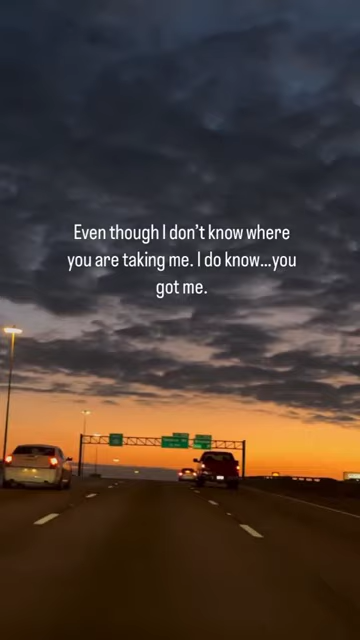 Even though I don't know where
you are taking me. I do know...you
got me.